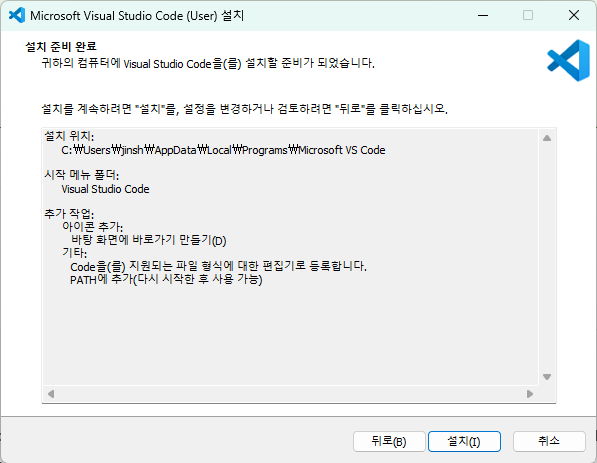 Microsoft Visual Studio Code (User) 설치
설치 준비 완료
귀하의 컴퓨터에 Visual Studio Code을(를) 설치할 준비가 되었습니다.
설치를 계속하려면 "설치"를, 설정을 변경하거나 검토하려면 "뒤로"를 클릭하십시오.
설치 위치:
C:₩Users₩jinsh₩AppData₩Local₩Programs₩Microsoft VS Code
시작 메뉴 폴더:
Visual Studio Code
추가 작업:
아이콘 추가:
바탕 화면에 바로가기 만들기(D)
기타:
Code을(를) 지원되는 파일 형식에 대한 편집기로 등록합니다.
PATH에 추가(다시 시작한 후 사용 가능)
뒤로(B) 설치(I) 취소